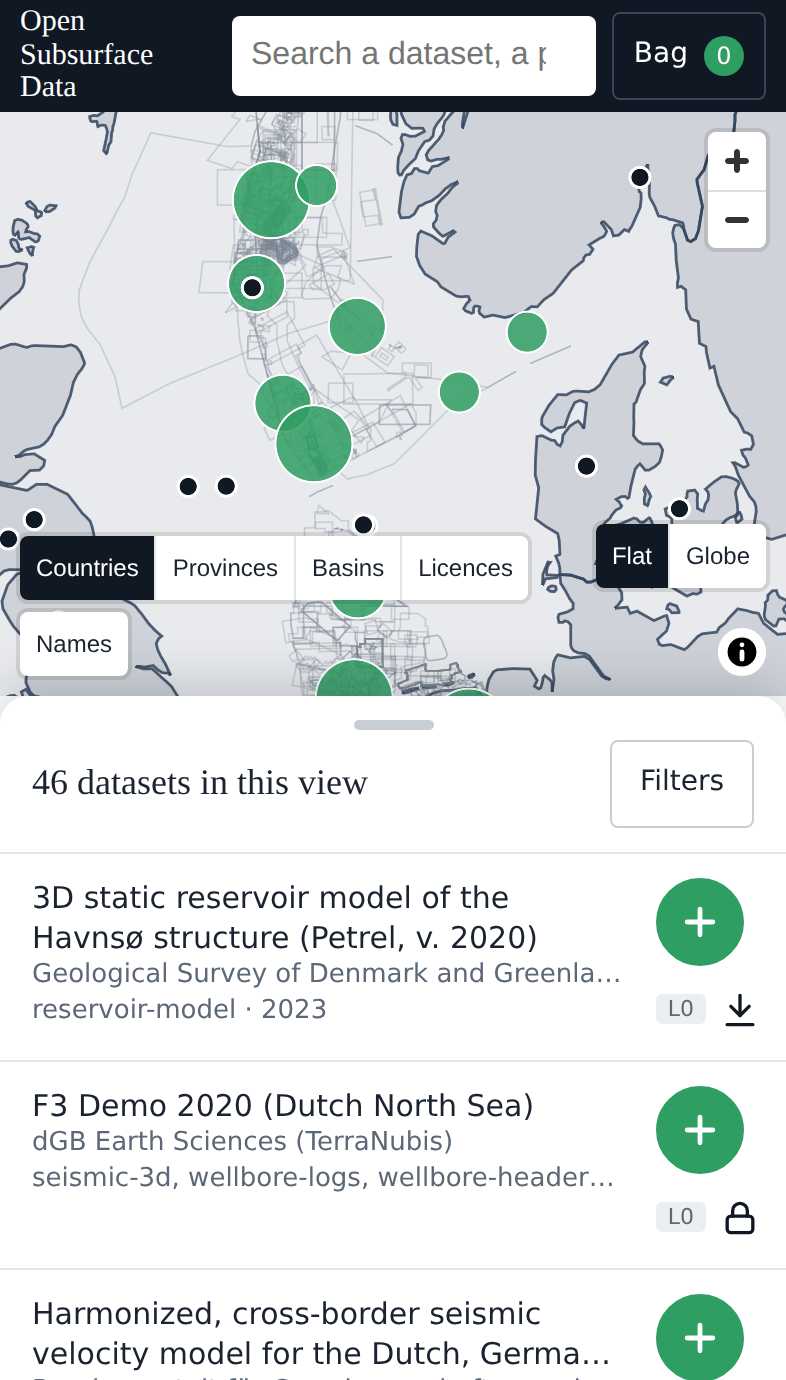 Open
Subsurface
Data
Search a dataset, a p
Bag 0
Countries Provinces Basins Licences
Flat Globe
Names
46 datasets in this view
Filters
3D static reservoir model of the
Havnsø structure (Petrel, v. 2020)
Geological Survey of Denmark and Greenla...
reservoir-model · 2023
L0
F3 Demo 2020 (Dutch North Sea)
dGB Earth Sciences (TerraNubis)
seismic-3d, wellbore-logs, wellbore-header...
L0
Harmonized, cross-border seismic
velocity model for the Dutch, Germa...